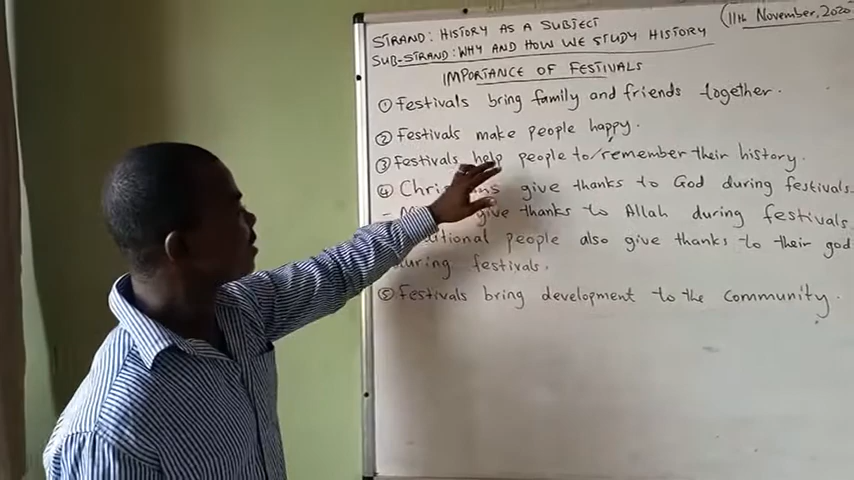 STRAND: HISTORY AS A SUBJECT (11th November, 2020
SUB-STRAND: WHY AND HOW WE STUDY HISTORY
IMPORTANCE OF FESTIVALS
① Festivals bring family and friends together.
② Festivals make people happy.
③ Festivals help people to/remember their history.
④ give thanks to God during festivals.
- give thanks to Allah during festivals.
people also give thanks to their god
during festivals.
⑤ Festivals bring development to the community.